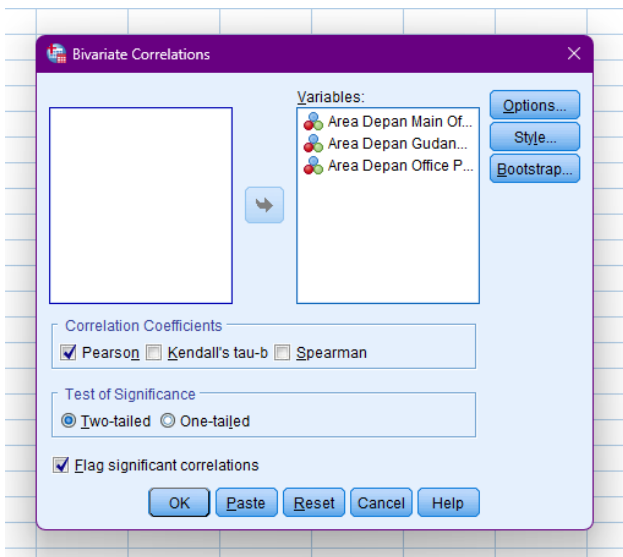 Bivariate Correlations
Variables:
Area Depan Main Of...
Area Depan Gudan...
Area Depan Office P...
Options...
Style...
Bootstrap...
Correlation Coefficients
Pearson Kendall's tau-b Spearman
Test of Significance
Two-tailed One-tailed
Flag significant correlations
OK Paste Reset Cancel Help